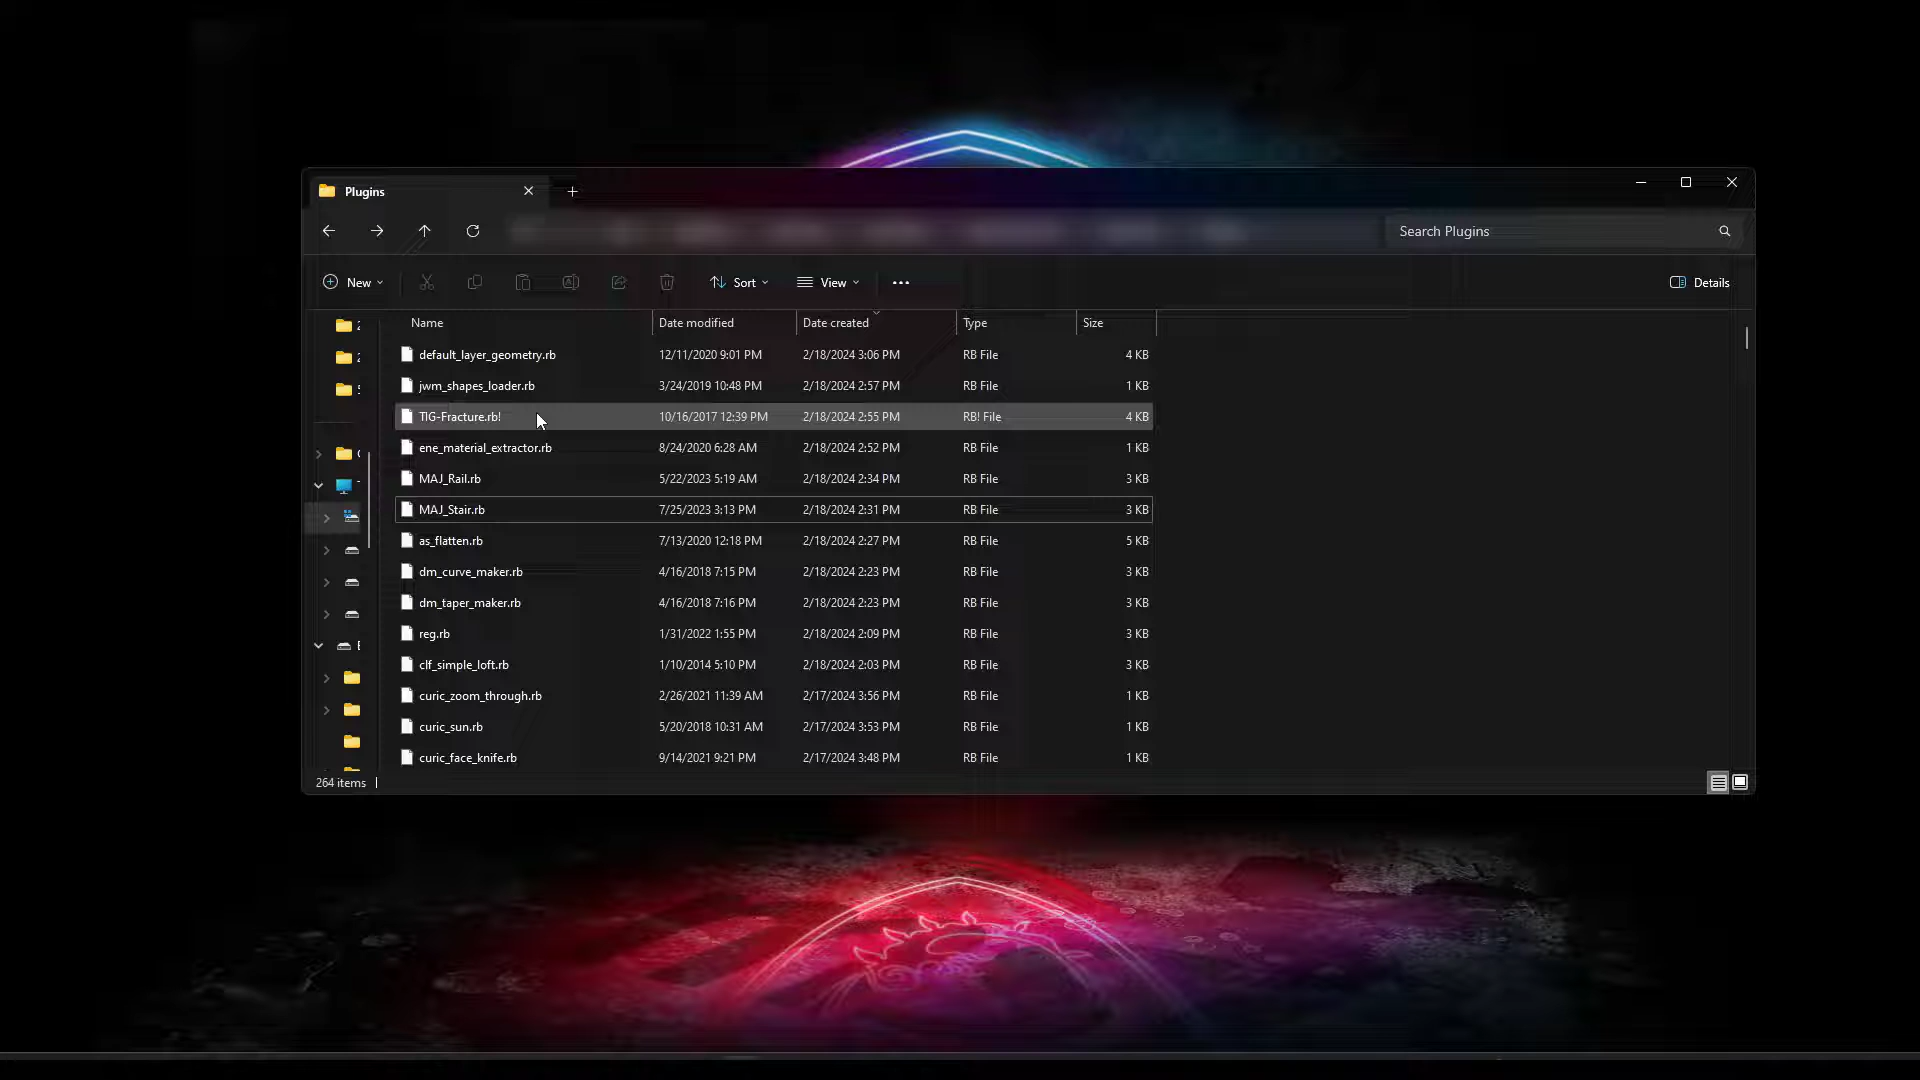 Plugins
Search Plugins
New Sort View Details
Name Date modified Date created Type Size
default_layer_geometry.rb 12/11/2020 9:01 PM 2/18/2024 3:06 PM RB File 4 KB
jwm_shapes_loader.rb 3/24/2019 10:48 PM 2/18/2024 2:57 PM RB File 1 KB
TIG-Fracture.rb! 10/16/2017 12:39 PM 2/18/2024 2:55 PM RB! File 4 KB
ene_material_extractor.rb 8/24/2020 6:28 AM 2/18/2024 2:52 PM RB File 1 KB
MAJ_Rail.rb 5/22/2023 5:19 AM 2/18/2024 2:34 PM RB File 3 KB
MAJ_Stair.rb 7/25/2023 3:13 PM 2/18/2024 2:31 PM RB File 3 KB
as_flatten.rb 7/13/2020 12:18 PM 2/18/2024 2:27 PM RB File 5 KB
dm_curve_maker.rb 4/16/2018 7:15 PM 2/18/2024 2:23 PM RB File 3 KB
dm_taper_maker.rb 4/16/2018 7:16 PM 2/18/2024 2:23 PM RB File 3 KB
reg.rb 1/31/2022 1:55 PM 2/18/2024 2:09 PM RB File 3 KB
clf_simple_loft.rb 1/10/2014 5:10 PM 2/18/2024 2:03 PM RB File 3 KB
curic_zoom_through.rb 2/26/2021 11:39 AM 2/17/2024 3:56 PM RB File 1 KB
curic_sun.rb 5/20/2018 10:31 AM 2/17/2024 3:53 PM RB File 1 KB
curic_face_knife.rb 9/14/2021 9:21 PM 2/17/2024 3:48 PM RB File 1 KB
264 items